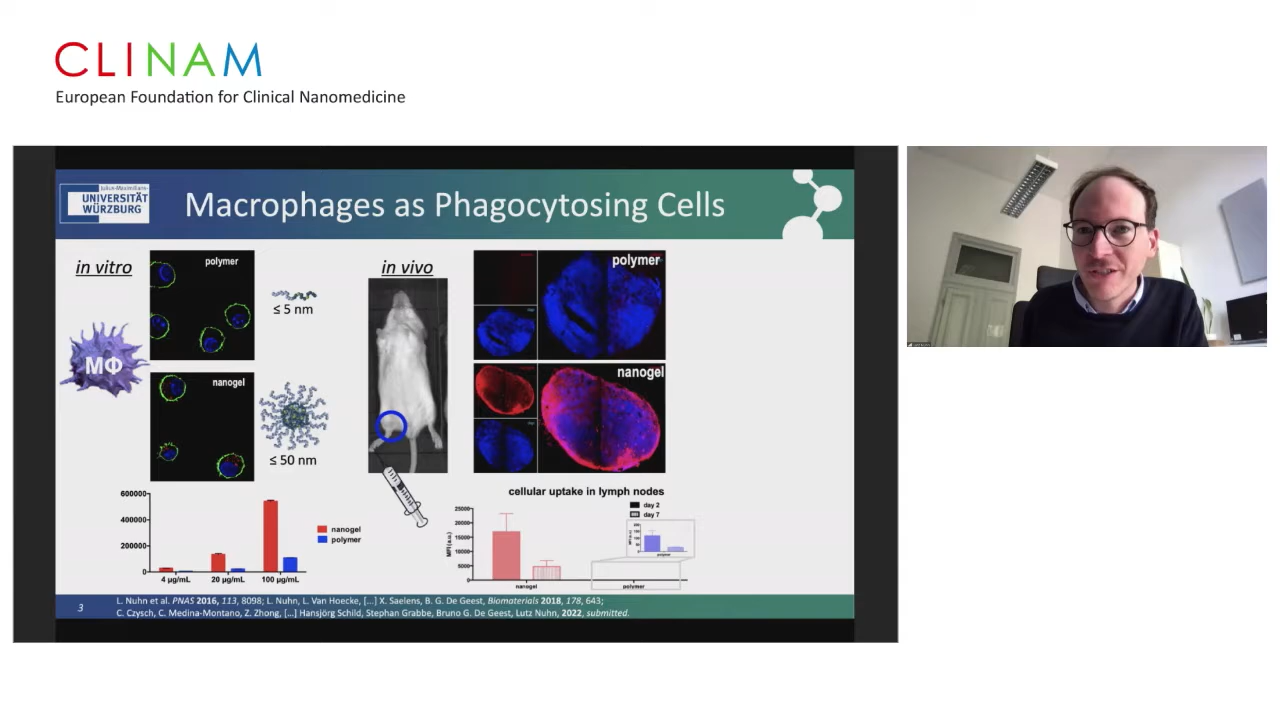 CLINAM
European Foundation for Clinical Nanomedicine
Julius-Maximilians-
UNIVERSITÄT
WÜRZBURG
Macrophages as Phagocytosing Cells
in vitro
polymer
≤ 5 nm
MΦ
nanogel
≤ 50 nm
in vivo
polymer
nanogel
600000
400000
200000
0
4 µg/mL 20 µg/mL 100 µg/mL
nanogel
polymer
cellular uptake in lymph nodes
day 2
day 7
MFI (a.u.)
25000
20000
15000
10000
5000
0
nanogel polymer
polymer
3
L. Nuhn et al. PNAS 2016, 113, 8098; L. Nuhn, L. Van Hoecke, [...] X. Saelens, B. G. De Geest, Biomaterials 2018, 178, 643;
C. Czysch, C. Medina-Montano, Z. Zhong, [...] Hansjörg Schild, Stephan Grabbe, Bruno G. De Geest, Lutz Nuhn, 2022, submitted.